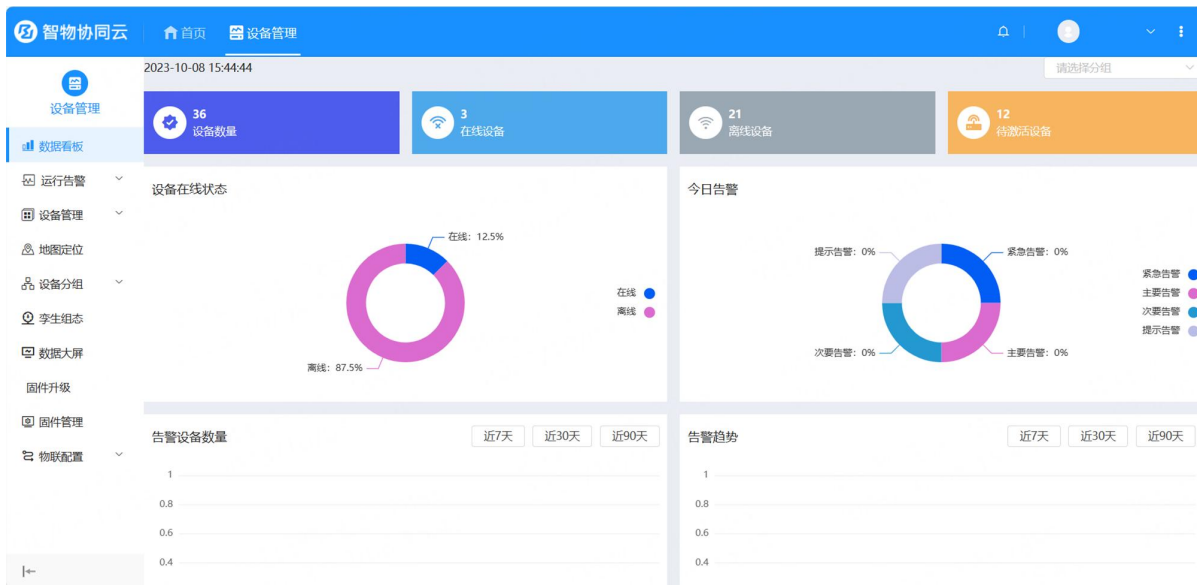 智物协同云
首页
设备管理
设备管理
数据看板
运行告警
设备管理
地图定位
设备分组
孪生组态
数据大屏
固件升级
固件管理
物联配置
2023-10-08 15:44:44
请选择分组
36
设备数量
3
在线设备
21
离线设备
12
待激活设备
设备在线状态
在线: 12.5%
离线: 87.5%
在线
离线
今日告警
提示告警: 0%
紧急告警: 0%
次要告警: 0%
主要告警: 0%
紧急告警
主要告警
次要告警
提示告警
告警设备数量
近7天 近30天 近90天
1
0.8
0.6
0.4
告警趋势
近7天 近30天 近90天
1
0.8
0.6
0.4